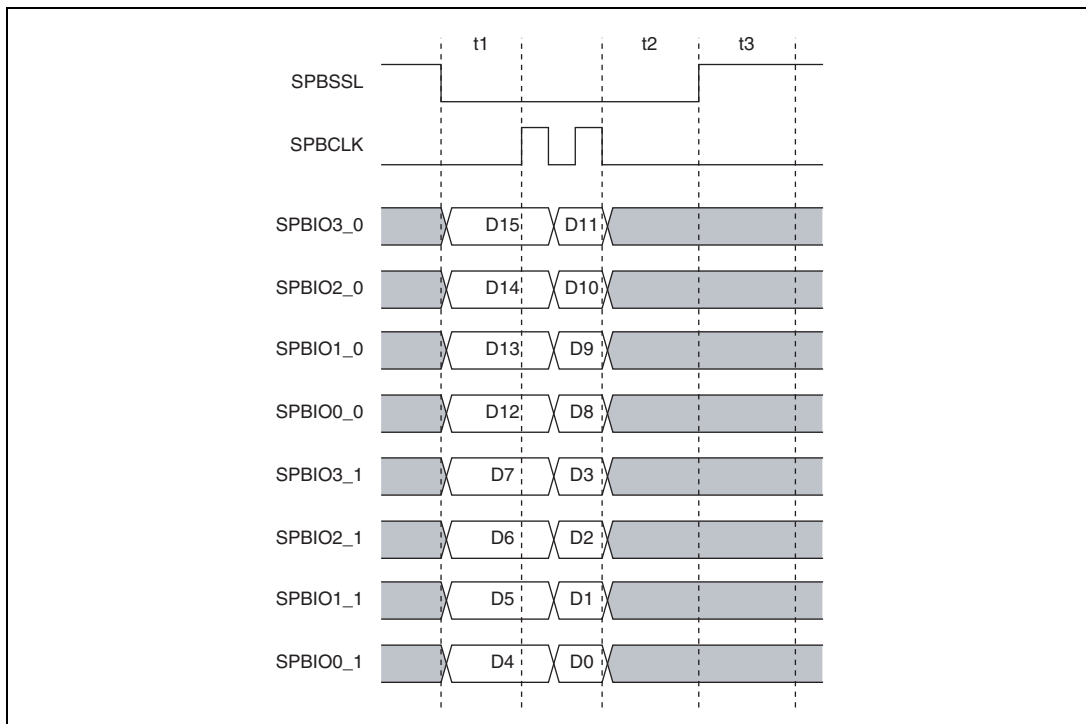 t1 t2 t3
SPBSSL
SPBCLK
SPBIO3_0 D15 D11
SPBIO2_0 D14 D10
SPBIO1_0 D13 D9
SPBIO0_0 D12 D8
SPBIO3_1 D7 D3
SPBIO2_1 D6 D2
SPBIO1_1 D5 D1
SPBIO0_1 D4 D0